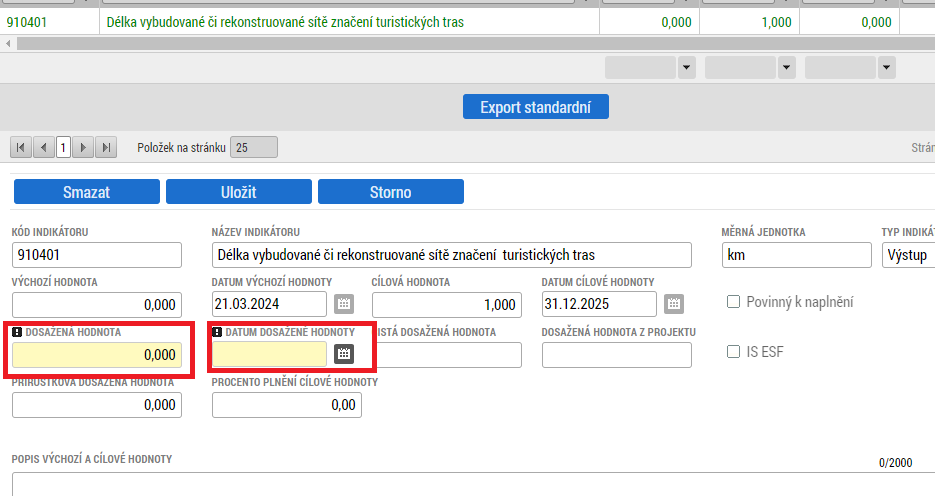 910401 Délka vybudované či rekonstruované sítě značení turistických tras 0,000 1,000 0,000
Export standardní
1 Položek na stránku 25 Strán
Smazat Uložit Storno
KÓD INDIKÁTORU NÁZEV INDIKÁTORU MĚRNÁ JEDNOTKA TYP INDIKÁT
910401 Délka vybudované či rekonstruované sítě značení turistických tras km Výstup
VÝCHOZÍ HODNOTA DATUM VÝCHOZÍ HODNOTY CÍLOVÁ HODNOTA DATUM CÍLOVÉ HODNOTY
0,000 21.03.2024 1,000 31.12.2025 Povinný k naplnění
DOSAŽENÁ HODNOTA DATUM DOSAŽENÉ HODNOTY ISTÁ DOSAŽENÁ HODNOTA DOSAŽENÁ HODNOTA Z PROJEKTU
0,000 IS ESF
PŘÍRŮSTKOVÁ DOSAŽENÁ HODNOTA PROCENTO PLNĚNÍ CÍLOVÉ HODNOTY
0,000 0,00
POPIS VÝCHOZÍ A CÍLOVÉ HODNOTY 0/2000